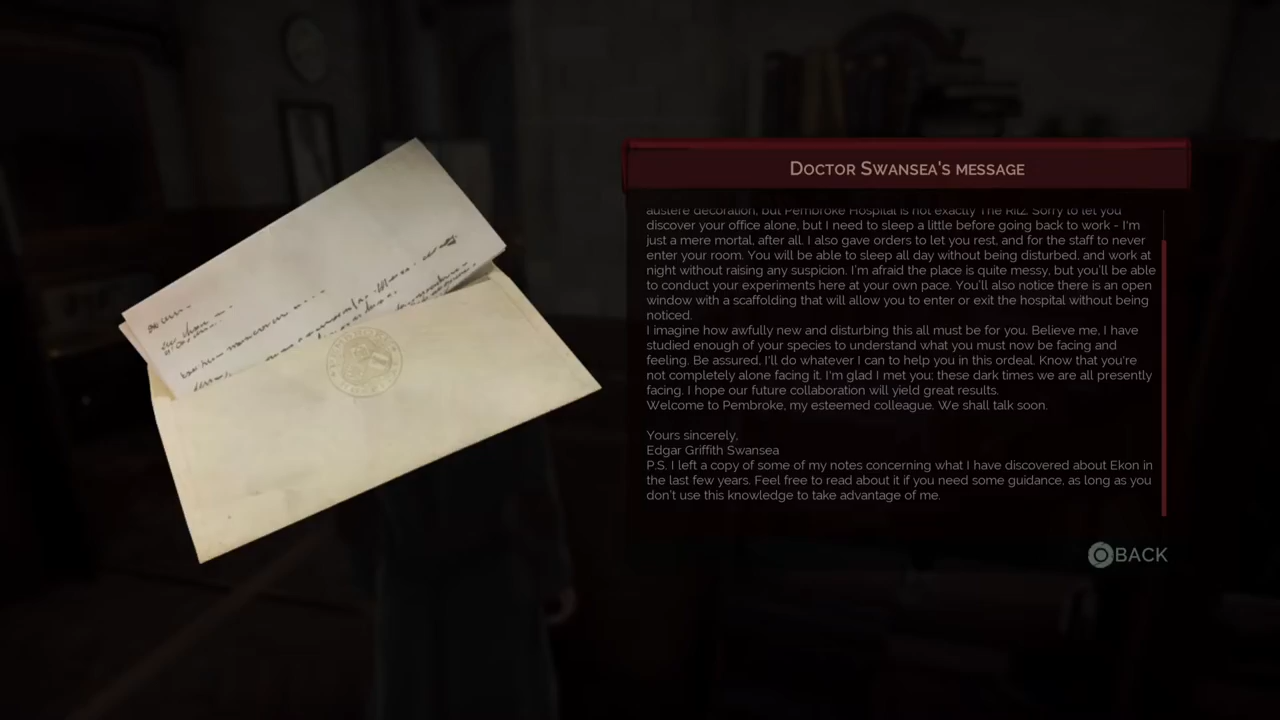 DOCTOR SWANSEA'S MESSAGE
austere decoration, but Pembroke Hospital is not exactly The Ritz. Sorry to let you
discover your office alone, but I need to sleep a little before going back to work - I'm
just a mere mortal, after all. I also gave orders to let you rest, and for the staff to never
enter your room. You will be able to sleep all day without being disturbed, and work at
night without raising any suspicion. I'm afraid the place is quite messy, but you'll be able
to conduct your experiments here at your own pace. You'll also notice there is an open
window with a scaffolding that will allow you to enter or exit the hospital without being
noticed.
I imagine how awfully new and disturbing this all must be for you. Believe me, I have
studied enough of your species to understand what you must now be facing and
feeling. Be assured, I'll do whatever I can to help you in this ordeal. Know that you're
not completely alone facing it. I'm glad I met you; these dark times we are all presently
facing. I hope our future collaboration will yield great results.
Welcome to Pembroke, my esteemed colleague. We shall talk soon.
Yours sincerely,
Edgar Griffith Swansea
P.S. I left a copy of some of my notes concerning what I have discovered about Ekon in
the last few years. Feel free to read about it if you need some guidance, as long as you
don't use this knowledge to take advantage of me.
BACK